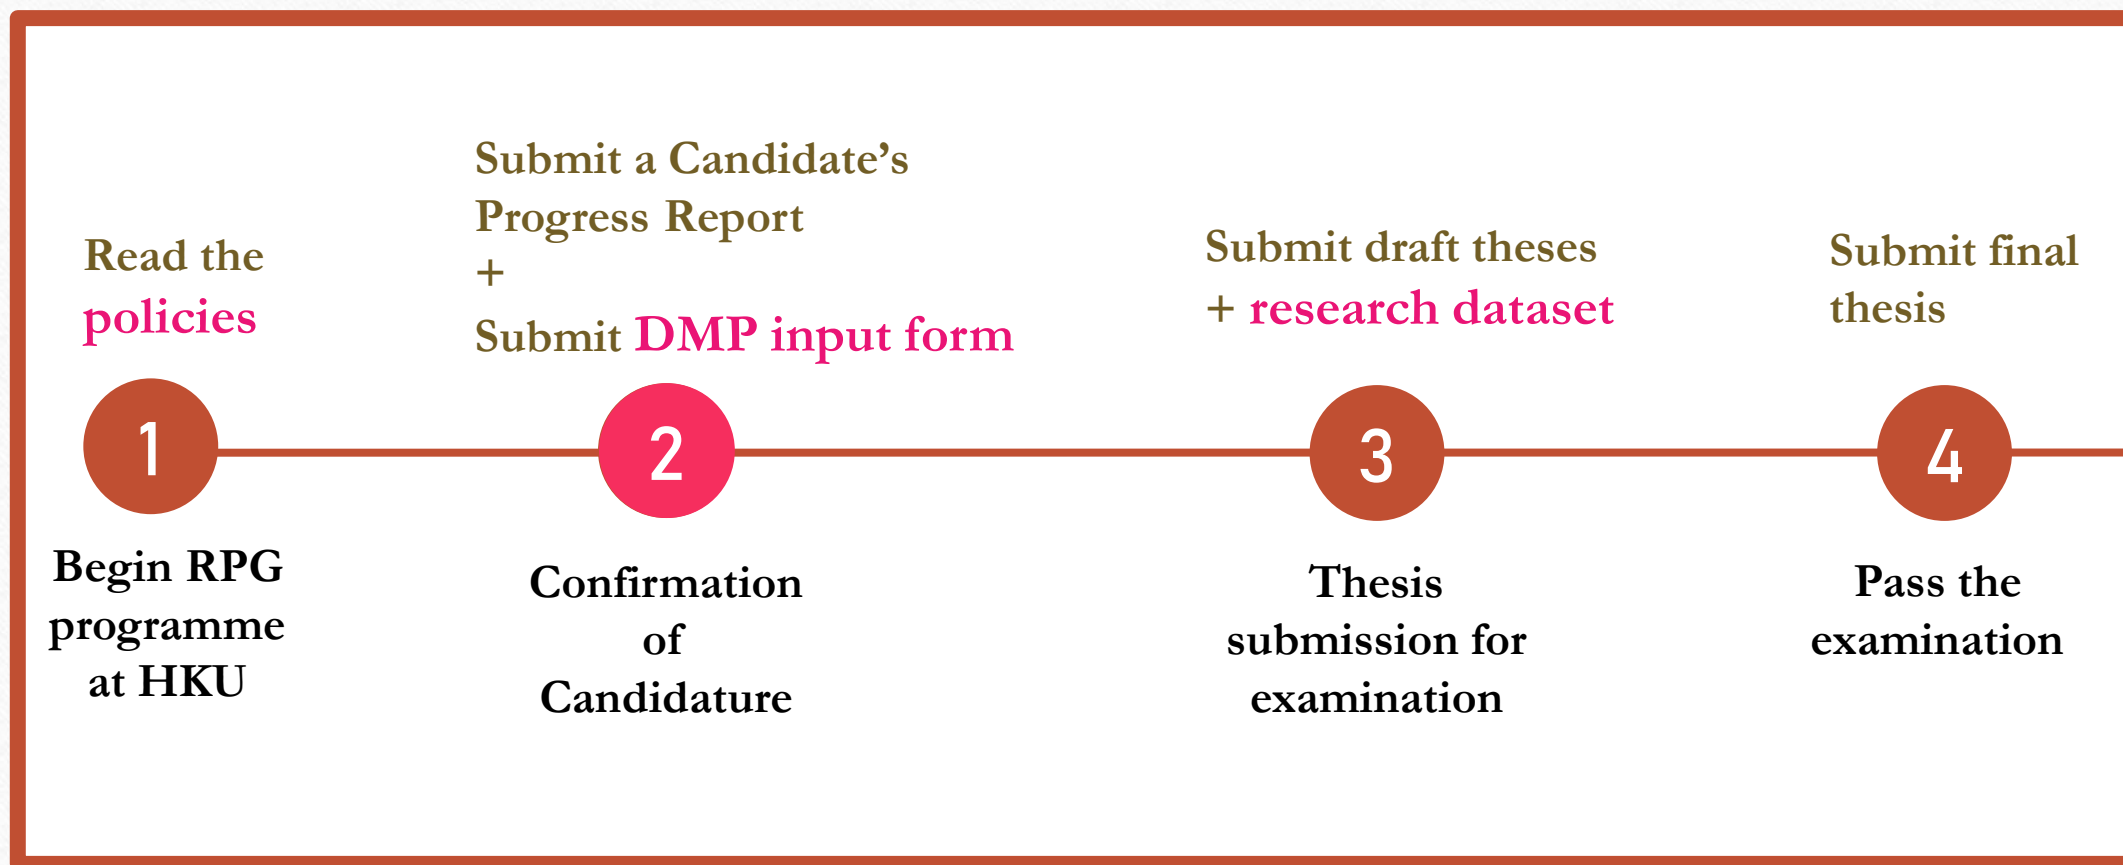 Read the
policies
1
Begin RPG
programme
at HKU
Submit a Candidate’s
Progress Report
+
Submit DMP input form
2
Confirmation
of
Candidature
Submit draft theses
+ research dataset
3
Thesis
submission for
examination
Submit final
thesis
4
Pass the
examination